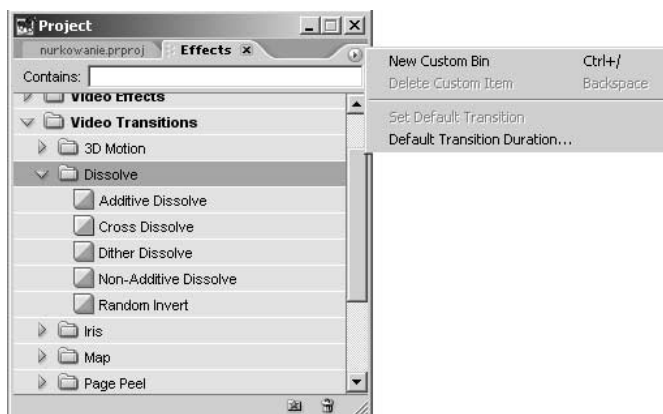 Project
nurkowanie.prproj Effects
Contains:
Video Effects
Video Transitions
3D Motion
Dissolve
Additive Dissolve
Cross Dissolve
Dither Dissolve
Non-Additive Dissolve
Random Invert
Iris
Map
Page Peel
New Custom Bin Ctrl+/
Delete Custom Item Backspace
Set Default Transition
Default Transition Duration...